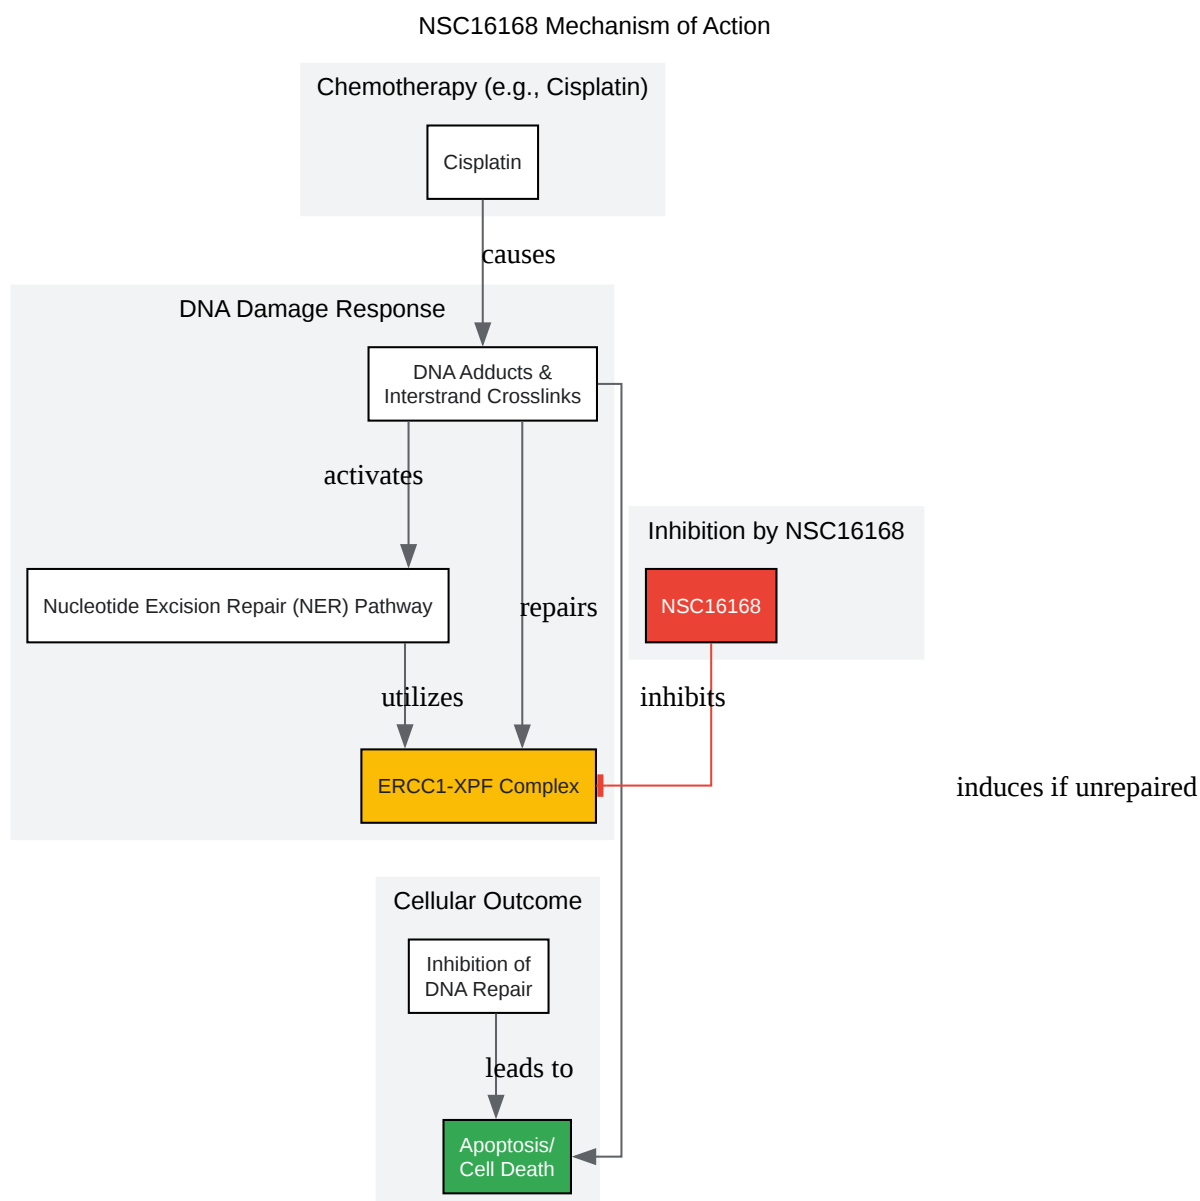 NSC16168 Mechanism of Action
Chemotherapy (e.g., Cisplatin)
Cisplatin
causes
DNA Damage Response
DNA Adducts &
Interstrand Crosslinks
activates
Inhibition by NSC16168
Nucleotide Excision Repair (NER) Pathway
repairs
NSC16168
utilizes
inhibits
ERCC1-XPF Complex
induces if unrepaired
Cellular Outcome
Inhibition of
DNA Repair
leads to
Apoptosis/
Cell Death